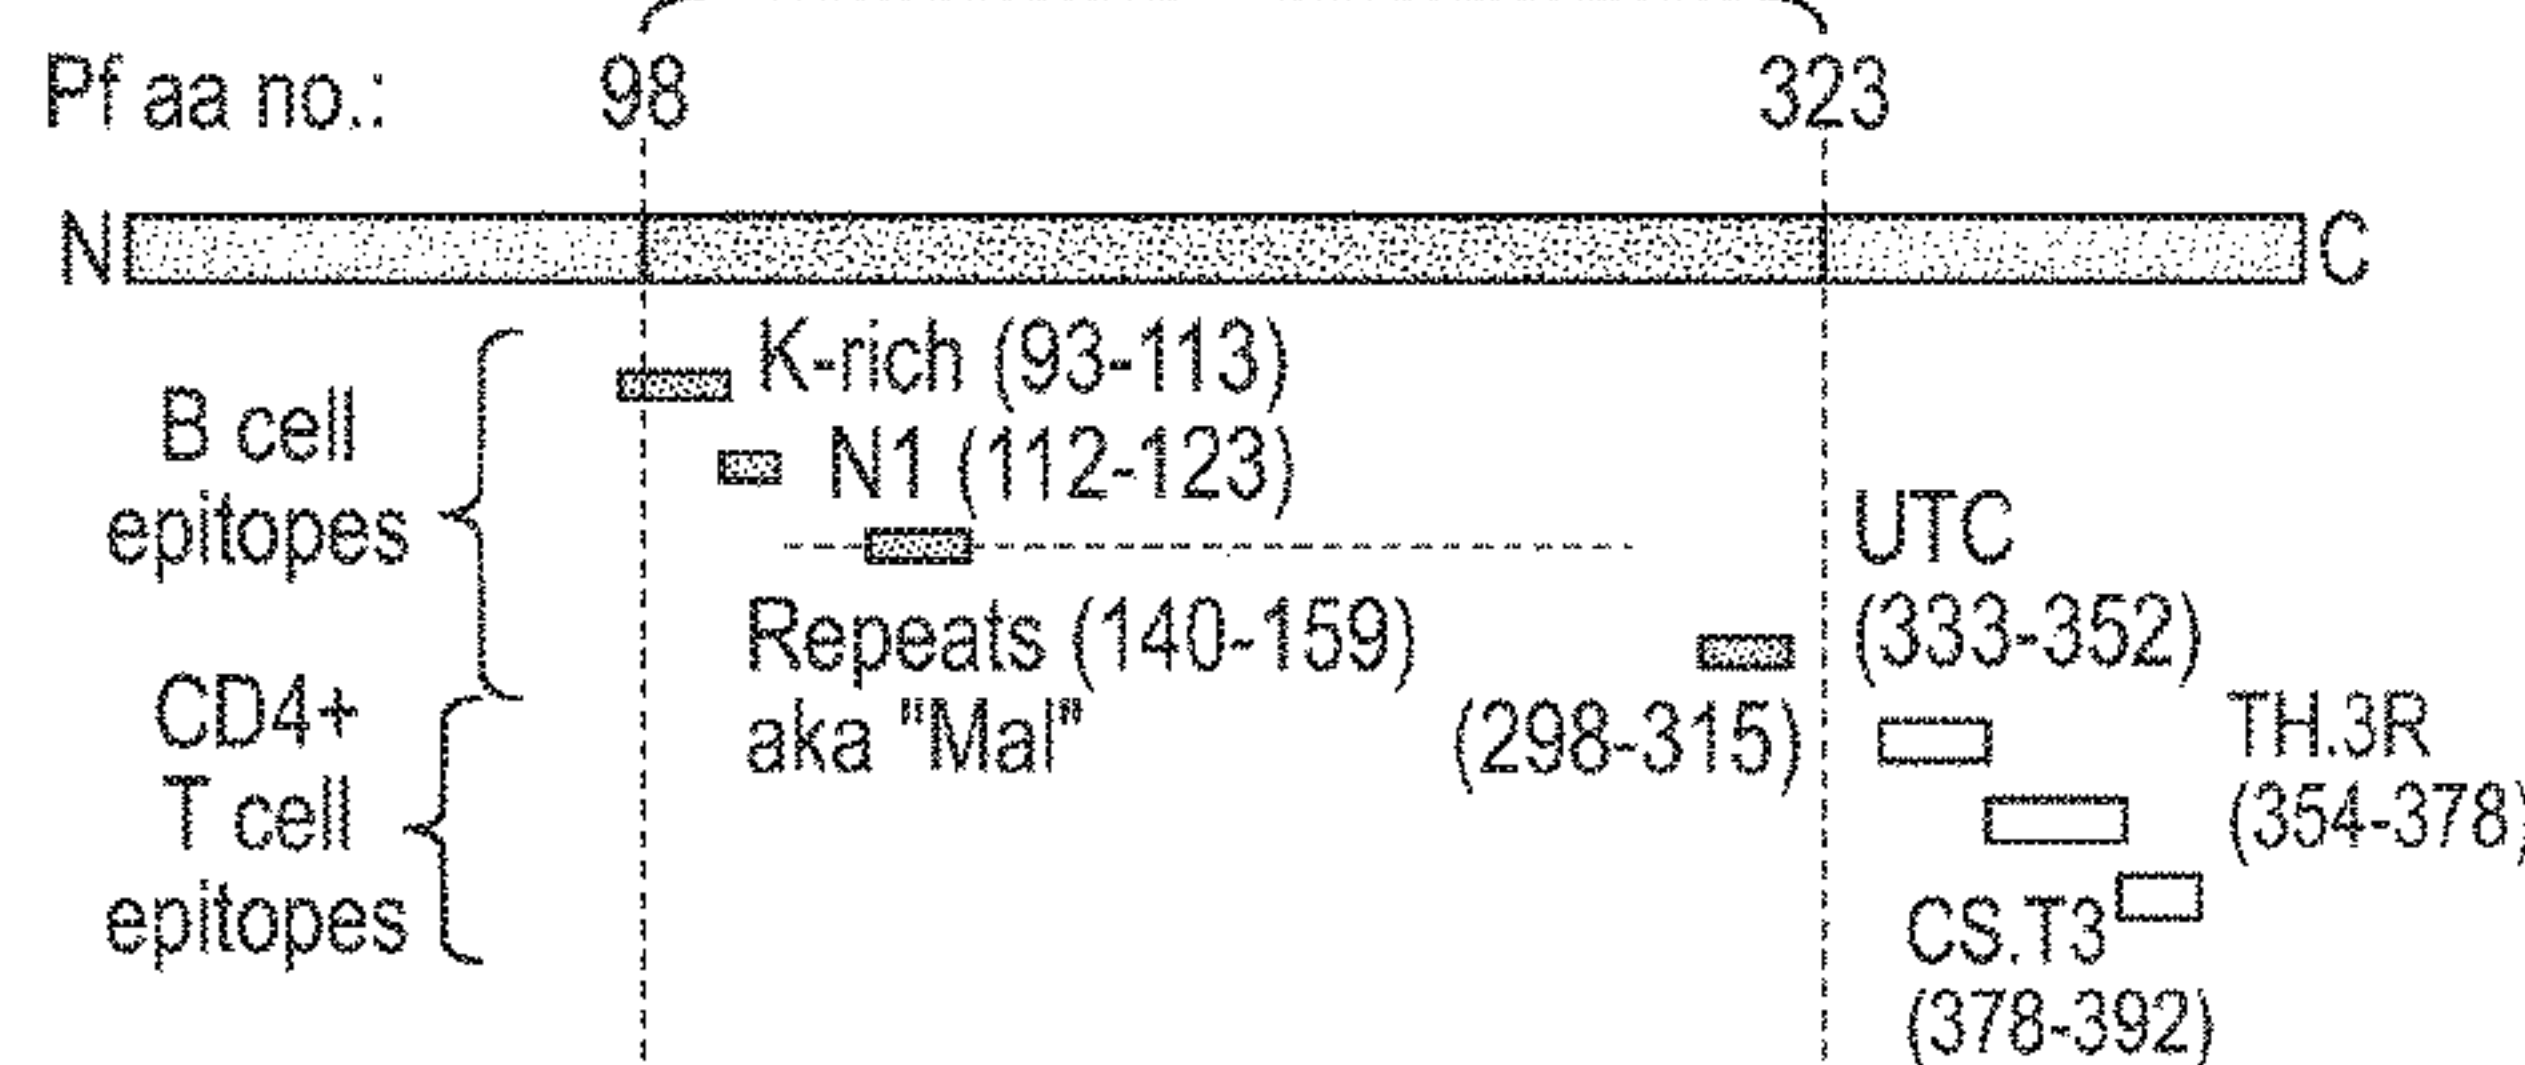 Pf aa no.: 98 323
N C
K-rich (93-113)
B cell
epitopes
N1 (112-123)
Repeats (140-159)
aka "Mal"
(298-315)
UTC
(333-352)
CD4+
T cell
epitopes
TH.3R
(354-378)
CS.T3
(378-392)